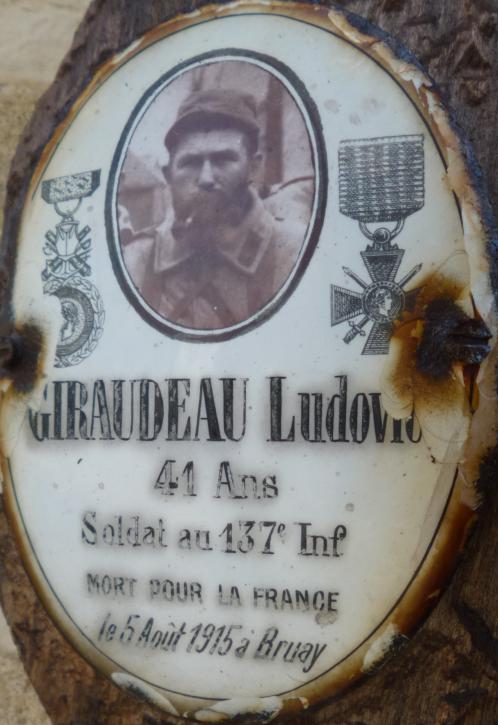 GIRAUDEAU Ludovic
41 Ans
Soldat au 137e Inf
MORT POUR LA FRANCE
le 5 Août 1915 à Bruay